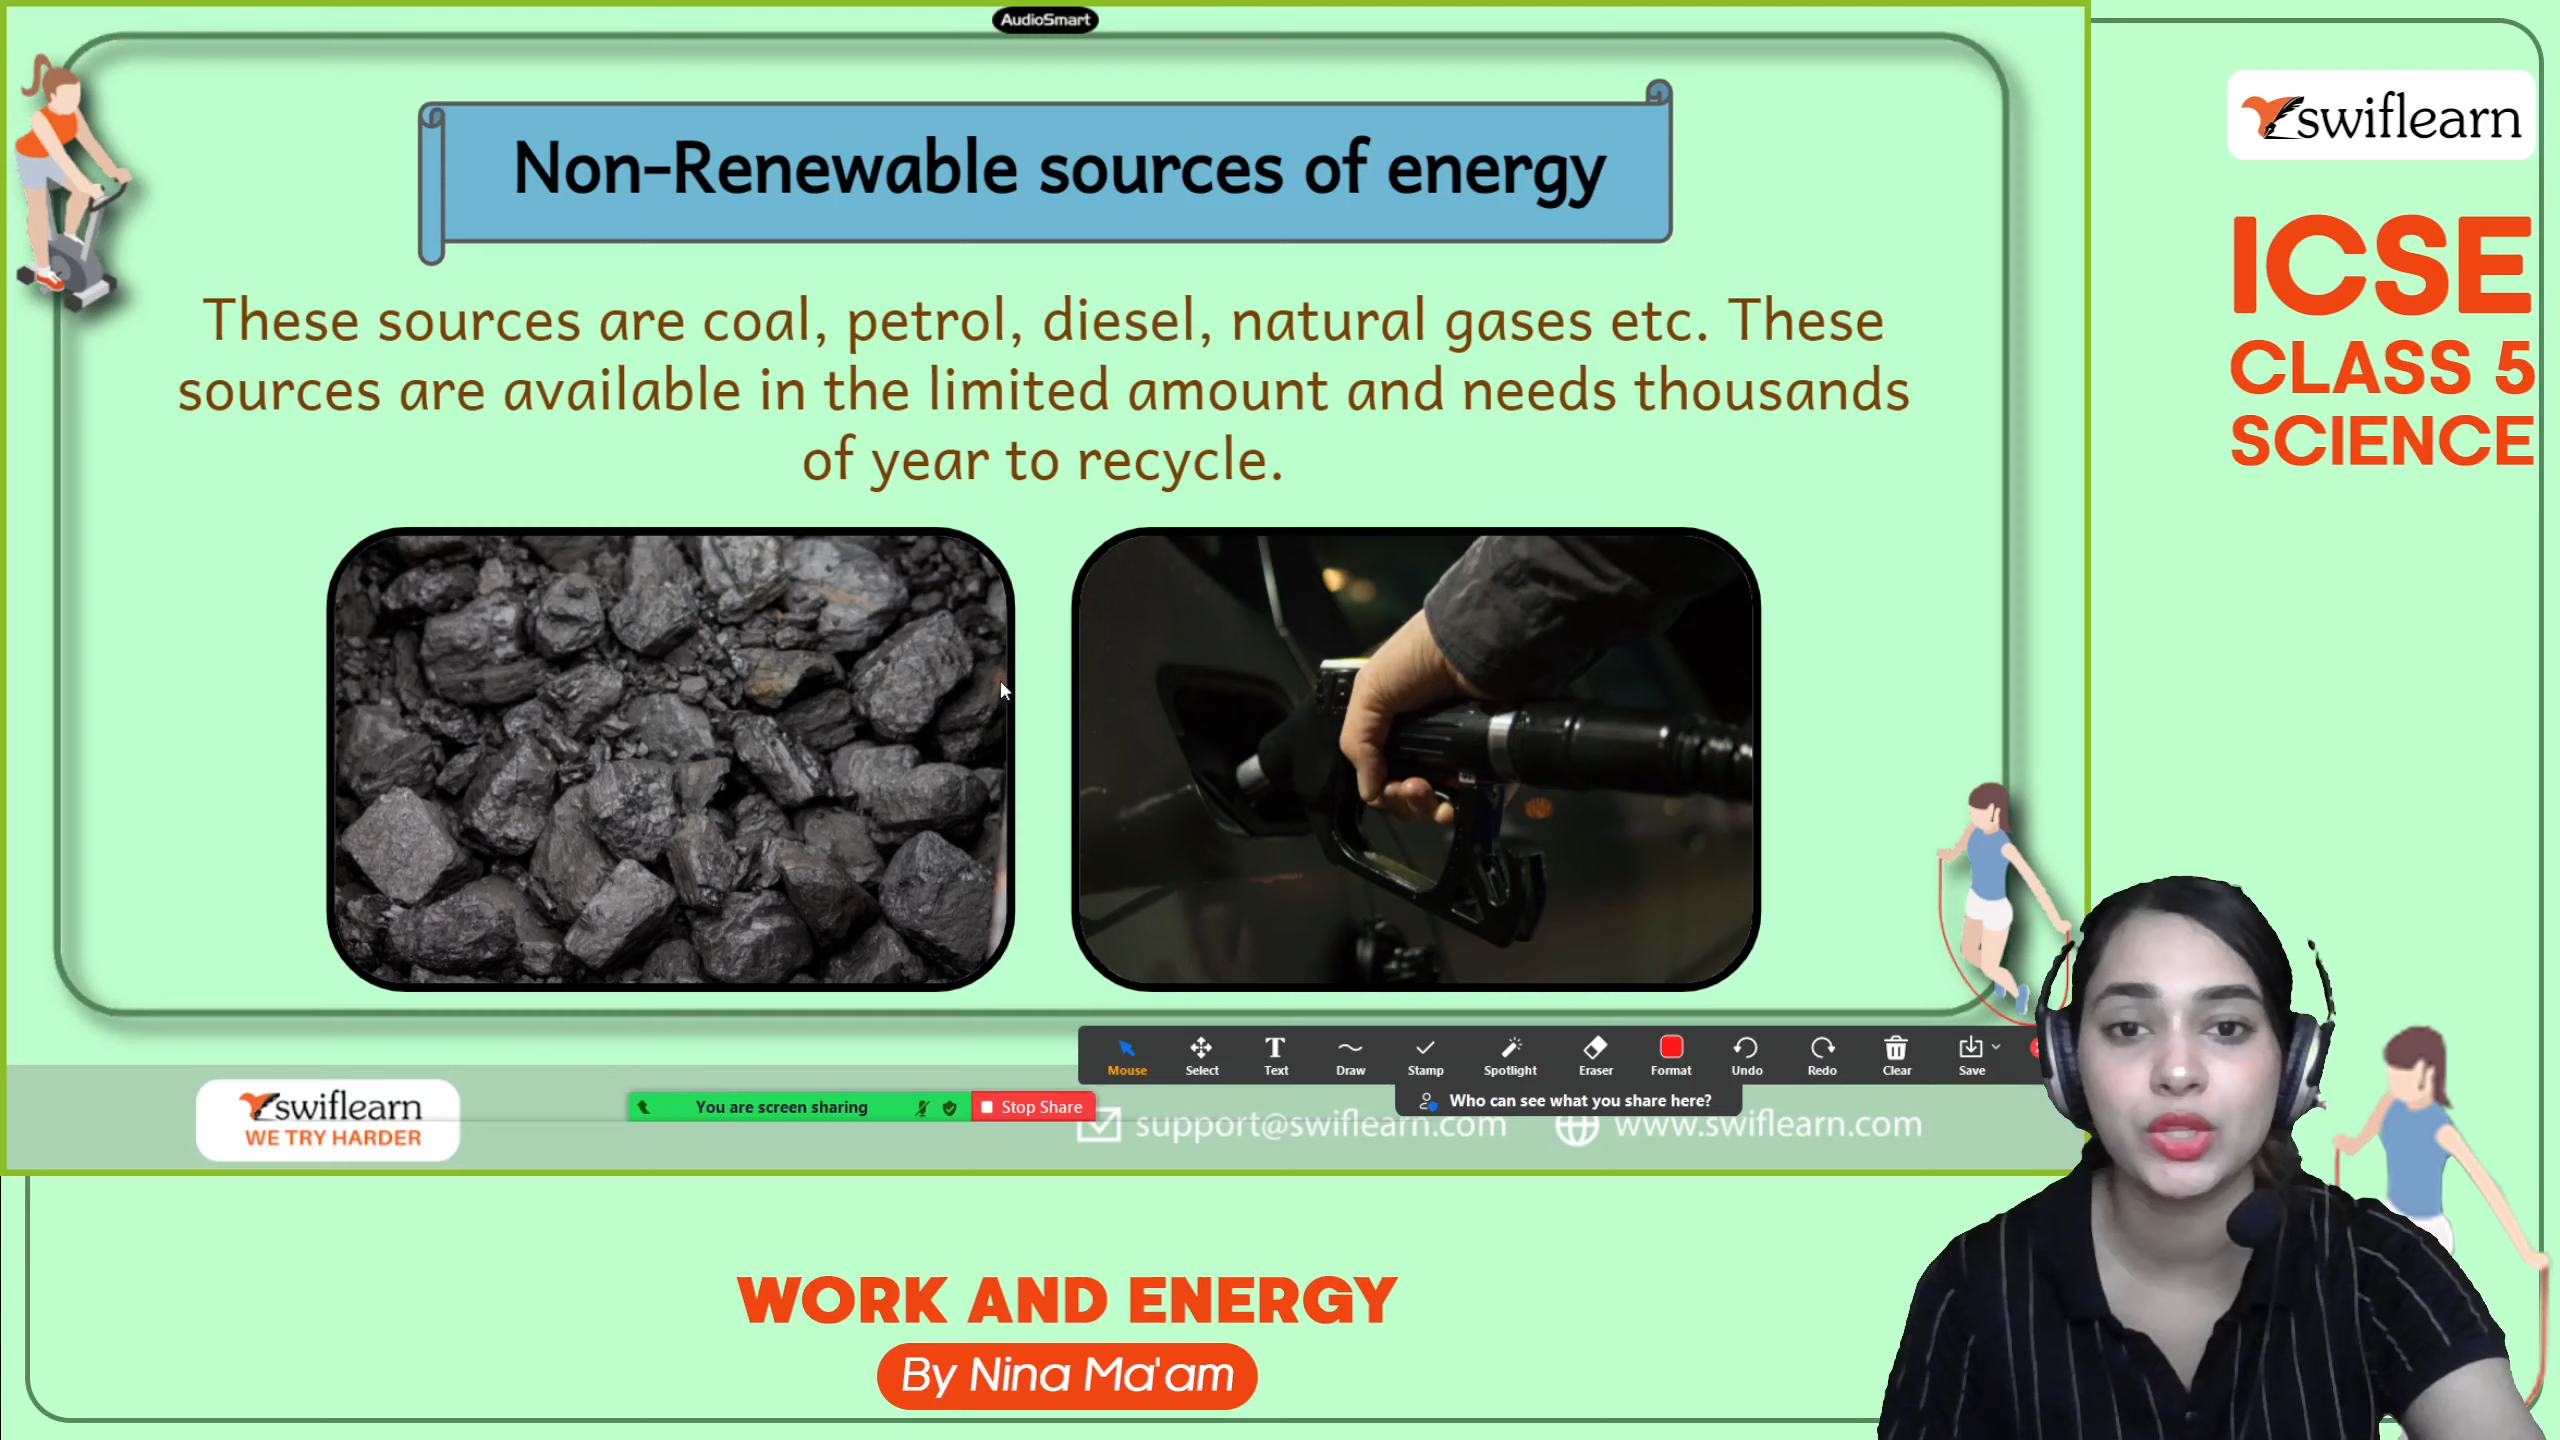 AudioSmart
Non-Renewable sources of energy
These sources are coal, petrol, diesel, natural gases etc. These
sources are available in the limited amount and needs thousands
of year to recycle.
swiflearn
ICSE
CLASS 5
SCIENCE
Mouse
Select
Text
Draw
Stamp
Spotlight
Eraser
Format
Undo
Redo
Clear
Save
Who can see what you share here?
You are screen sharing
Stop Share
swiflearn
WE TRY HARDER
support@swiflearn.com
www.swiflearn.com
WORK AND ENERGY
By Nina Ma'am